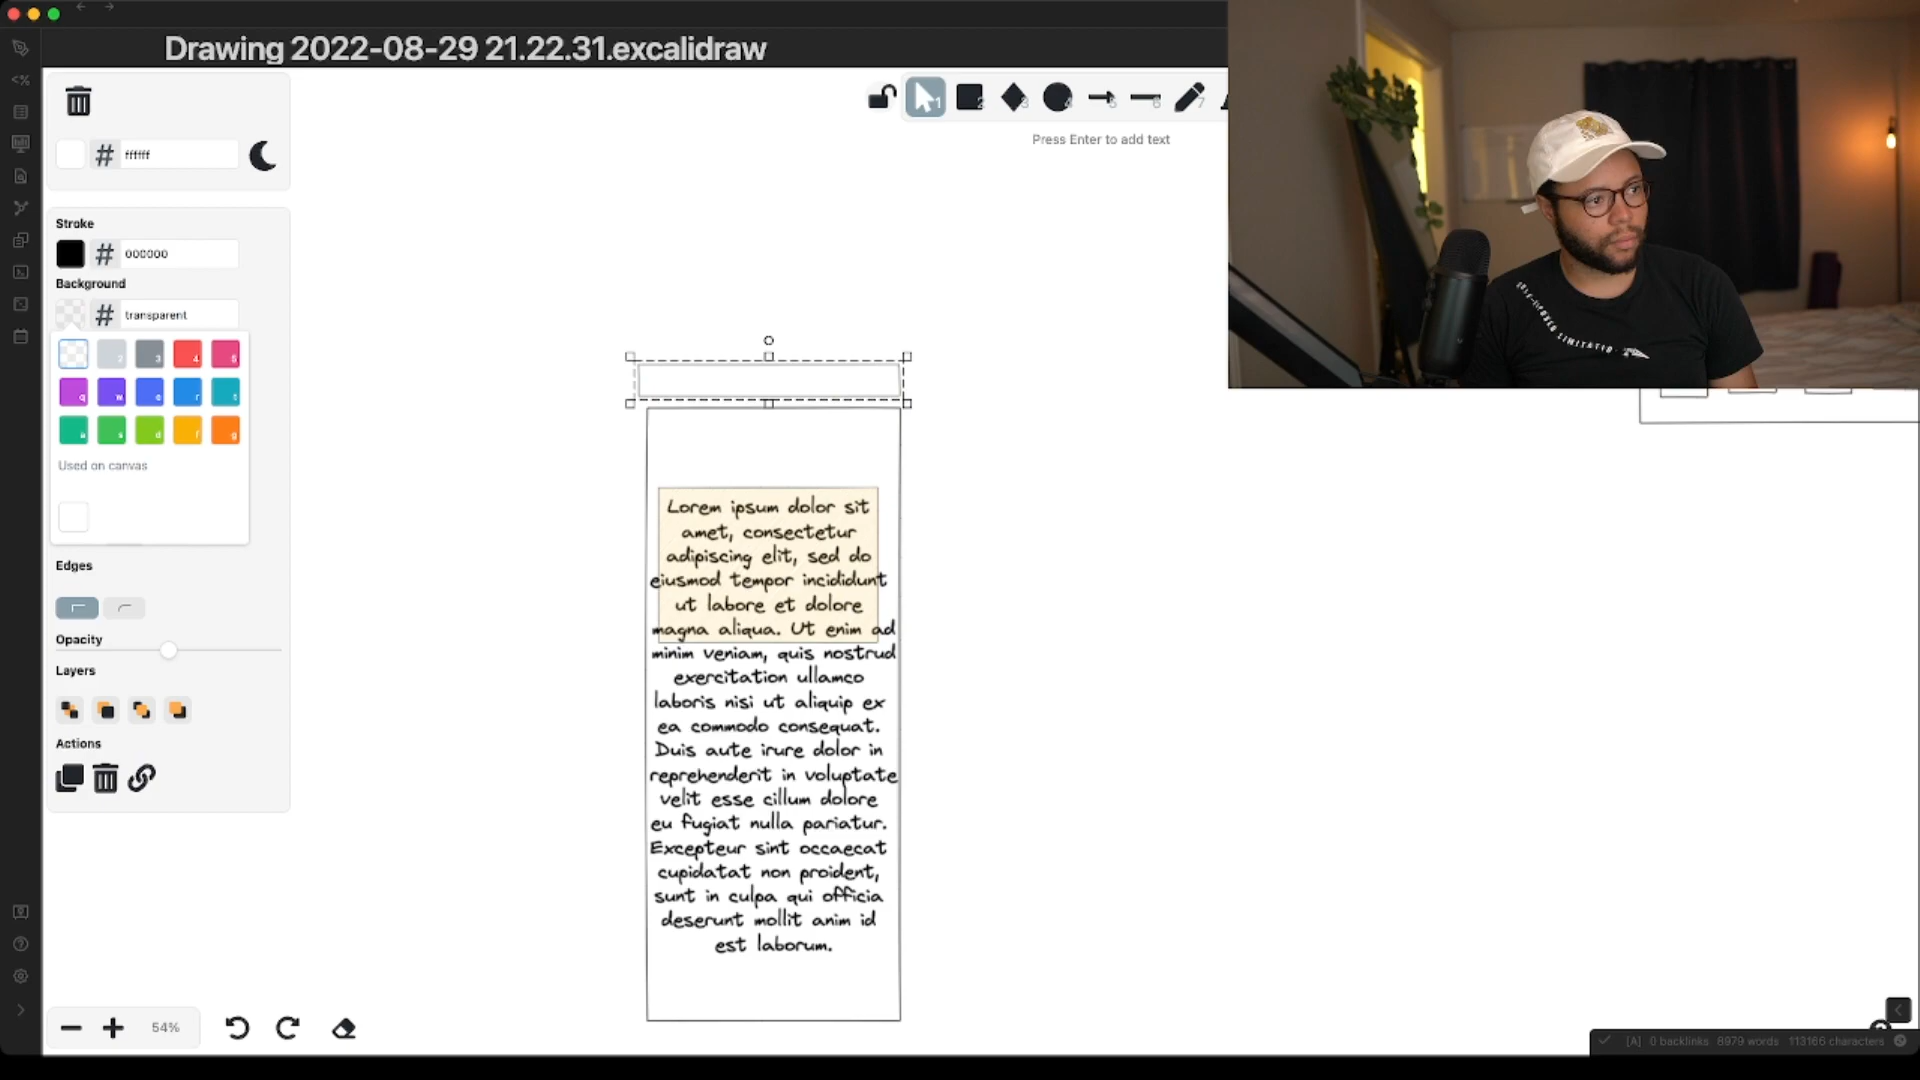 Drawing 2022-08-29 21.22.31.excalidraw
# ffffff
Press Enter to add text
Stroke
# 000000
Background
# transparent
2 3 4 5
q w e r t
a s d f g
Used on canvas
Edges
Opacity
Layers
Actions
Lorem ipsum dolor sit
amet, consectetur
adipiscing elit, sed do
eiusmod tempor incididunt
ut labore et dolore
magna aliqua. Ut enim ad
minim veniam, quis nostrud
exercitation ullamco
laboris nisi ut aliquip ex
ea commodo consequat.
Duis aute irure dolor in
reprehenderit in voluptate
velit esse cillum dolore
eu fugiat nulla pariatur.
Excepteur sint occaecat
cupidatat non proident,
sunt in culpa qui officia
deserunt mollit anim id
est laborum.
54%
[A] 0 backlinks 8979 words 113166 characters